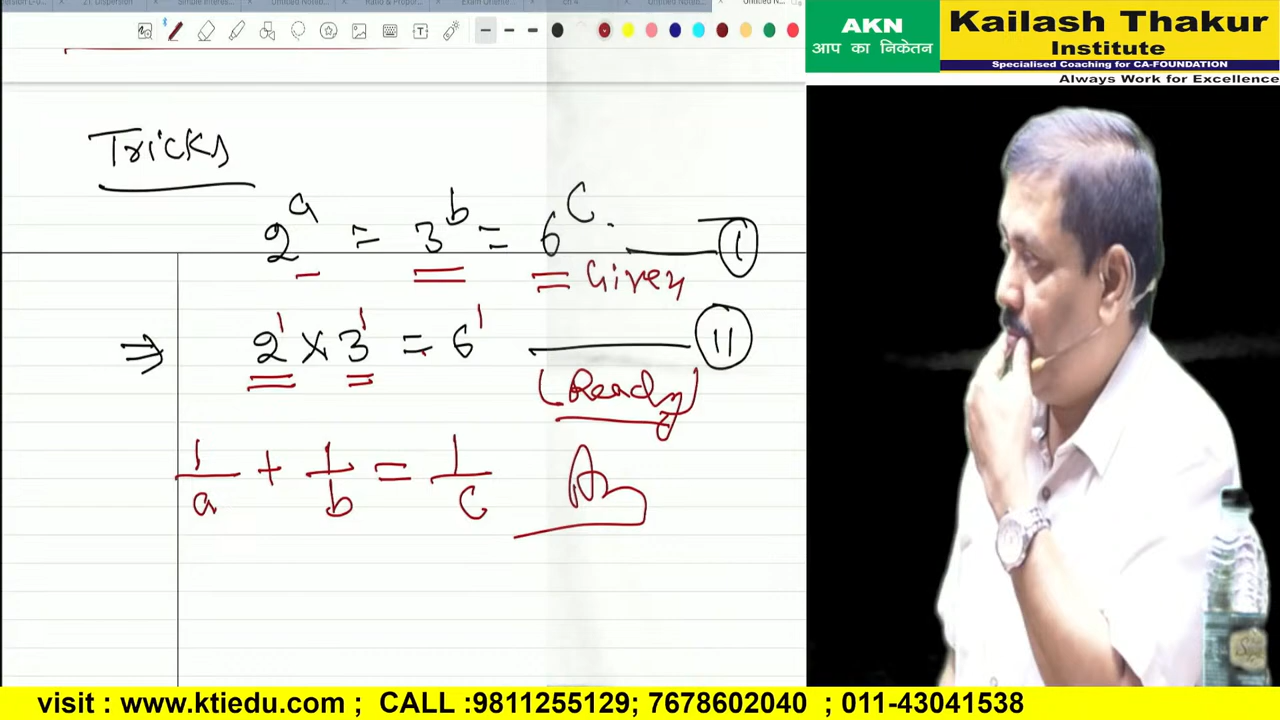 AKN
आप का निकेतन
Kailash Thakur
Institute
Specialised Coaching for CA-FOUNDATION
Always Work for Excellence
Tricks
2^a = 3^b = 6^c. — I
Given
⇒ 2^1 × 3^1 = 6^1 — II
(Ready)
1/a + 1/b = 1/c Ans
visit : www.ktiedu.com ; CALL :9811255129; 7678602040 ; 011-43041538